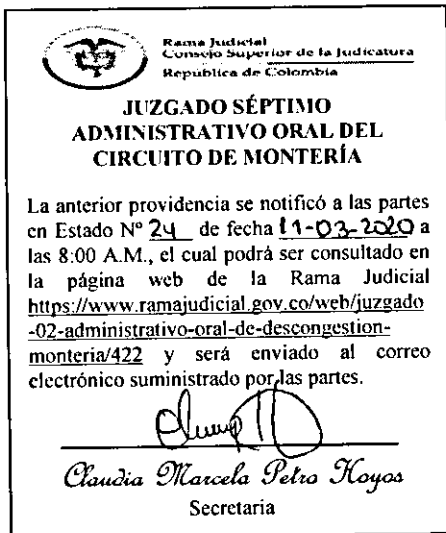 Rama Judicial
Consejo Superior de la Judicatura
República de Colombia
JUZGADO SÉPTIMO
ADMINISTRATIVO ORAL DEL
CIRCUITO DE MONTERÍA
La anterior providencia se notificó a las partes
en Estado Nº 24 de fecha 11-03-2020 a
las 8:00 A.M., el cual podrá ser consultado en
la página web de la Rama Judicial
https://www.ramajudicial.gov.co/web/juzgado
-02-administrativo-oral-de-descongestion-
monteria/422 y será enviado al correo
electrónico suministrado por las partes.
Claudia Marcela Petro Hoyos
Secretaria